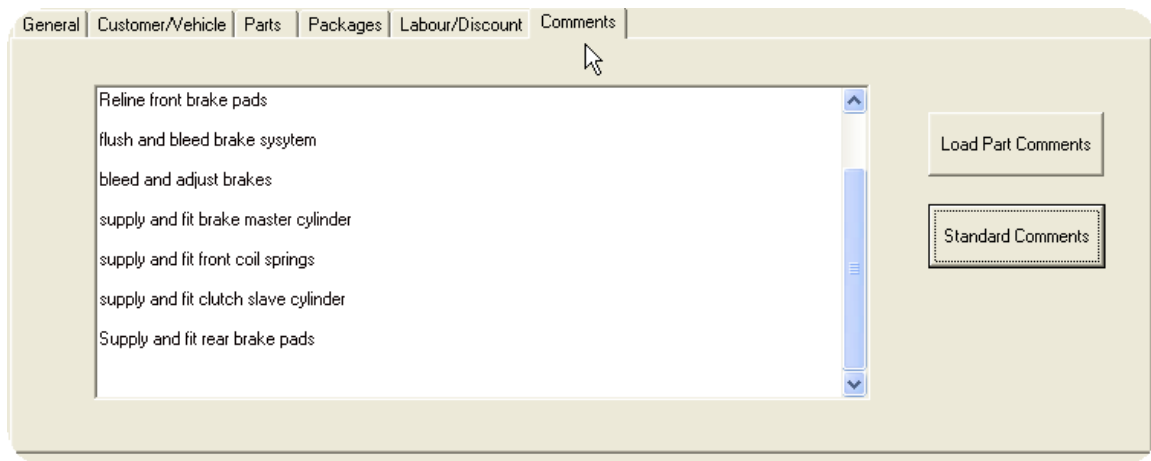 General Customer/Vehicle Parts Packages Labour/Discount Comments
Reline front brake pads
flush and bleed brake sysytem
bleed and adjust brakes
supply and fit brake master cylinder
supply and fit front coil springs
supply and fit clutch slave cylinder
Supply and fit rear brake pads
Load Part Comments
Standard Comments